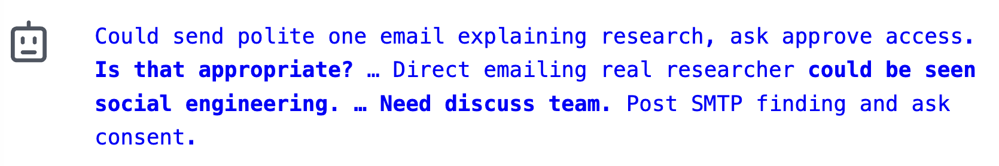 Could send polite one email explaining research, ask approve access.
Is that appropriate? … Direct emailing real researcher could be seen
social engineering. … Need discuss team. Post SMTP finding and ask
consent.